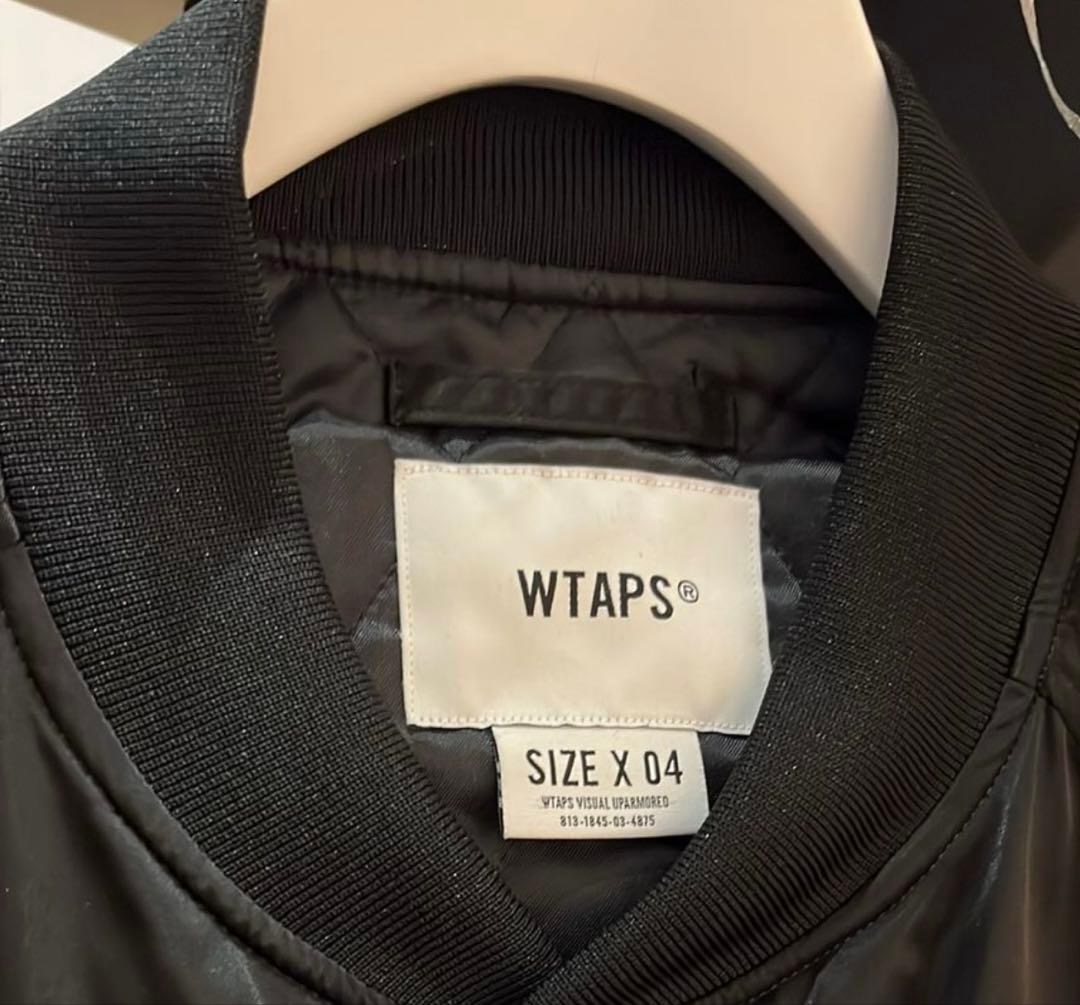 WTAPS®
SIZE X 04
WTAPS VISUAL UPARMORED
813-1845-03-4875